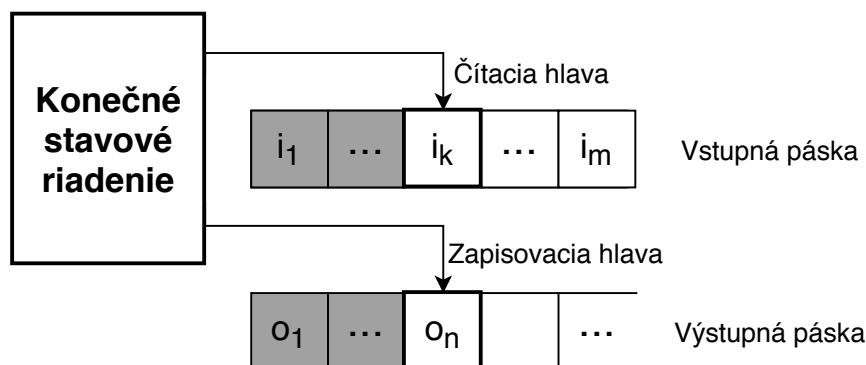 Konečné
stavové
riadenie
Čítacia hlava
i1 ... ik ... im
Vstupná páska
Zapisovacia hlava
o1 ... on ...
Výstupná páska